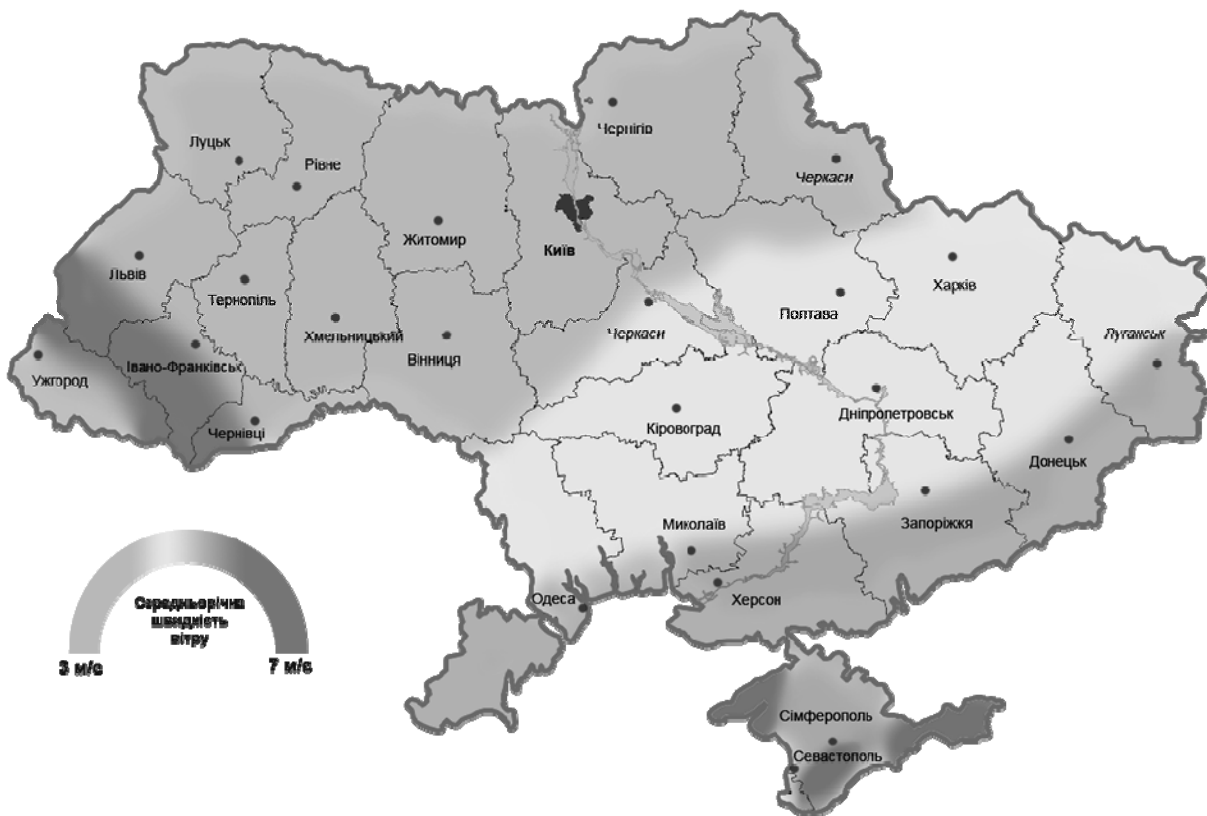 Чернігів
Луцьк
Рівне
Черкаси
Житомир
Київ
Львів
Тернопіль
Харків
Полтава
Хмельницький
Черкаси
Луганськ
Вінниця
Івано-Франківськ
Ужгород
Дніпропетровськ
Кіровоград
Чернівці
Донецьк
Миколаїв
Запоріжжя
Одеса
Херсон
Середньорічна
швидкість
вітру
3 м/с
7 м/с
Сімферополь
Севастополь